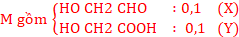 M gồm { HO CH2 CHO : 0,1 (X)
HO CH2 COOH : 0,1 (Y)